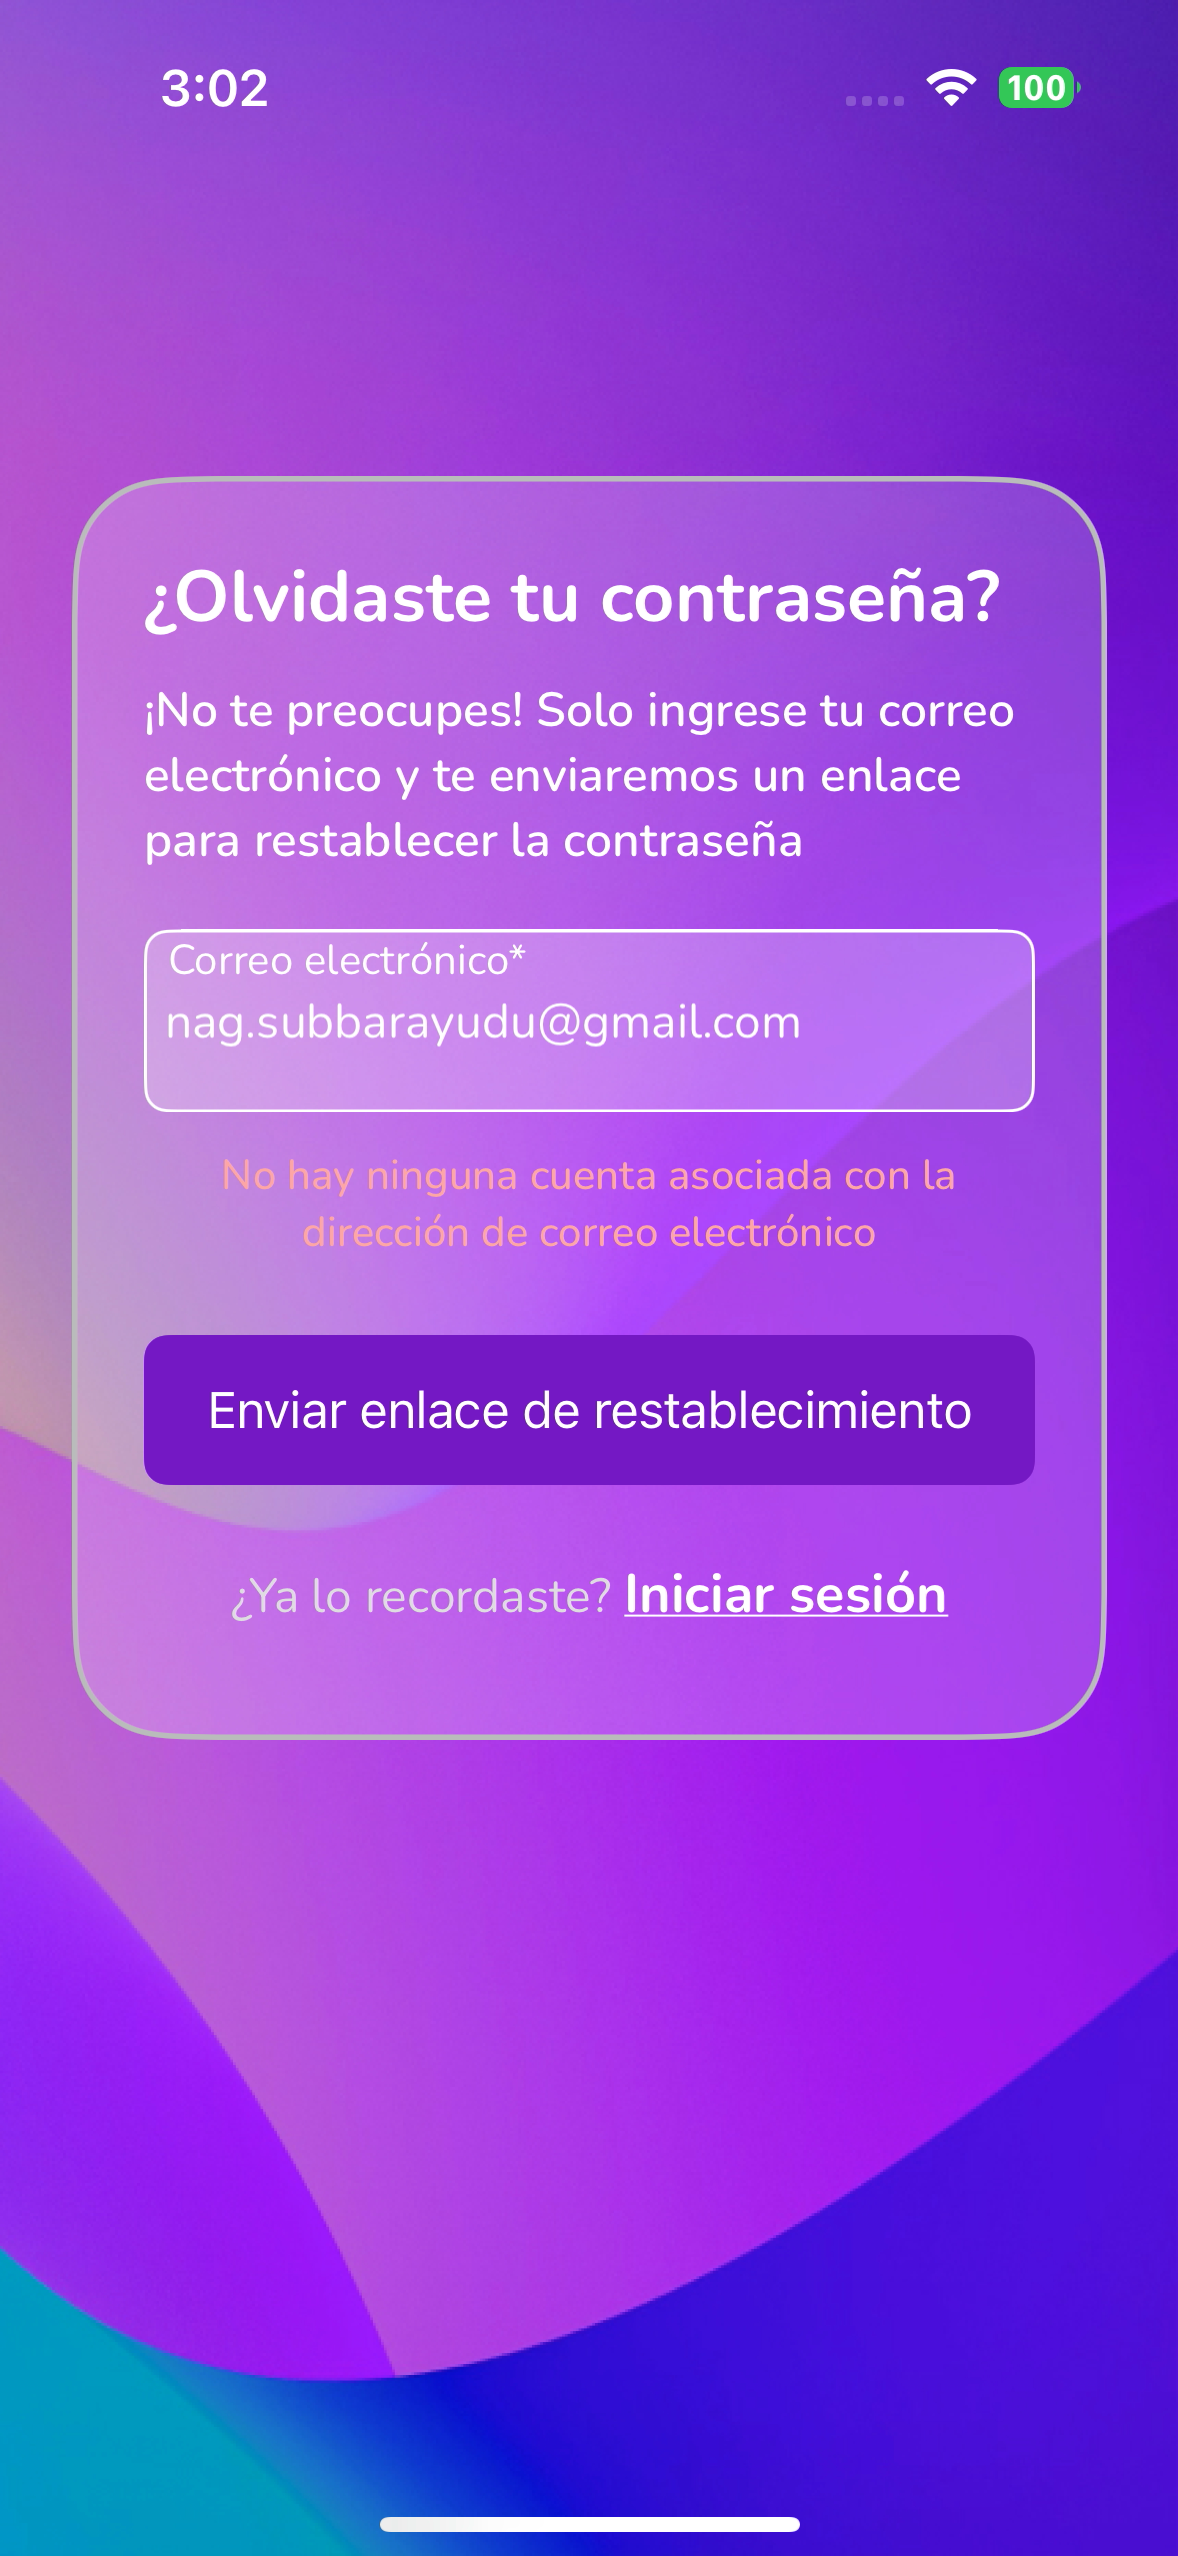 3:02
100
¿Olvidaste tu contraseña?
¡No te preocupes! Solo ingrese tu correo
electrónico y te enviaremos un enlace
para restablecer la contraseña
Correo electrónico*
nag.subbarayudu@gmail.com
No hay ninguna cuenta asociada con la
dirección de correo electrónico
Enviar enlace de restablecimiento
¿Ya lo recordaste? Iniciar sesión